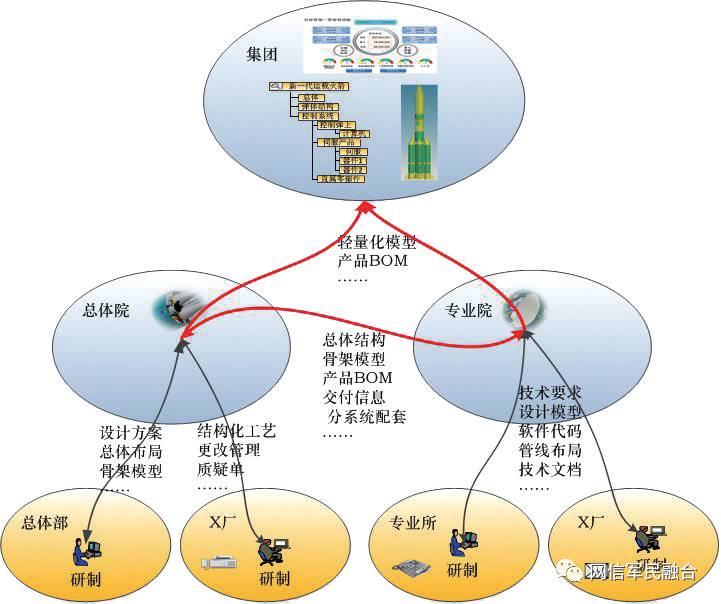 集团
新一代运载火箭
总体
弹体结构
控制系统
控制弹上
计算机
伺服产品
伺服
器件1
器件2
直属零部件
轻量化模型
产品BOM
……
总体院
专业院
总体结构
骨架模型
产品BOM
交付信息
分系统配套
……
设计方案
总体布局
骨架模型
……
结构化工艺
更改管理
质疑单
……
技术要求
设计模型
软件代码
管线布局
技术文档
……
总体部
研制
X厂
研制
专业所
研制
X厂
研制
网信军民融合